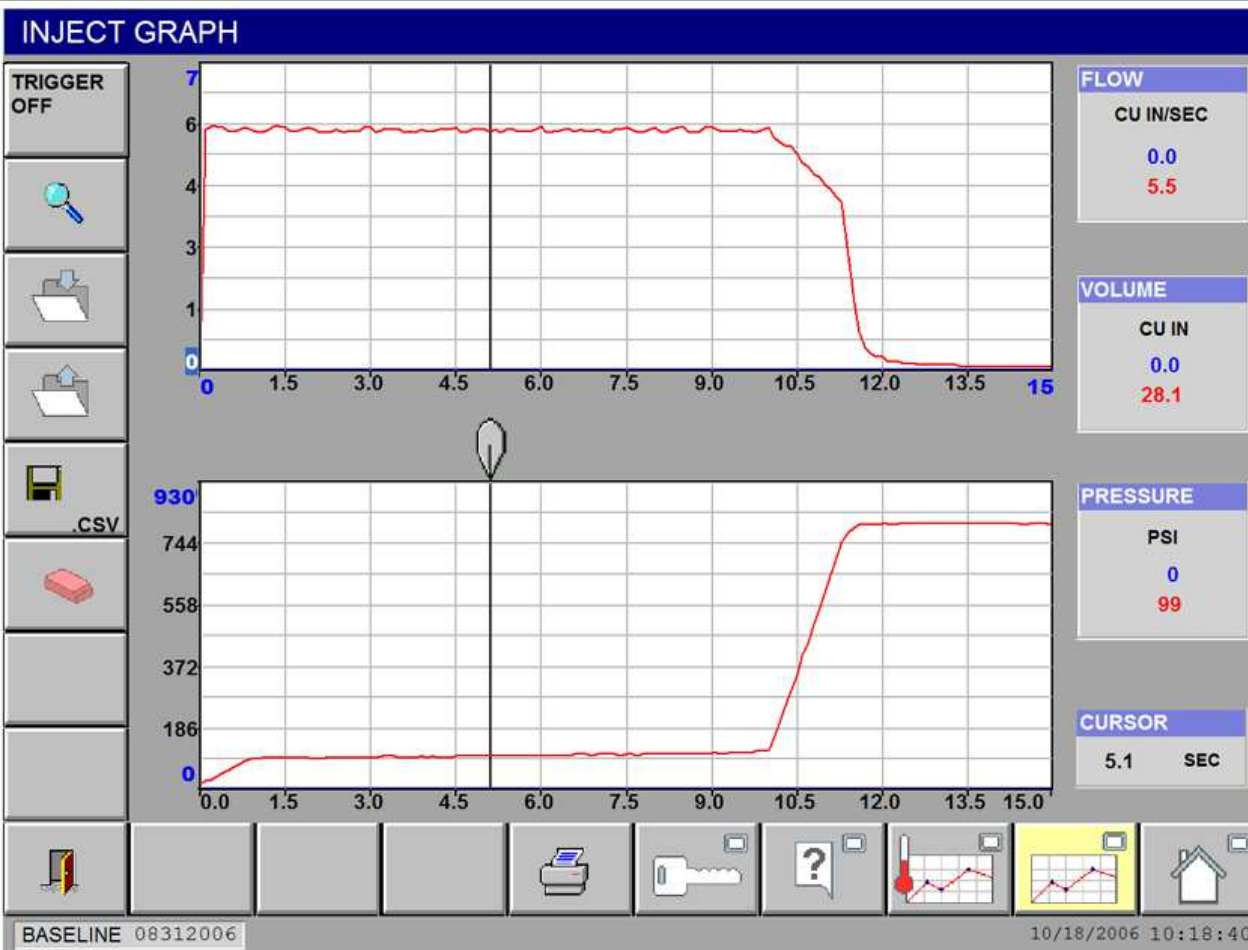 INJECT GRAPH
TRIGGER
OFF
.CSV
7
6
4
3
1
0
0 1.5 3.0 4.5 6.0 7.5 9.0 10.5 12.0 13.5 15
930
744
558
372
186
0
0.0 1.5 3.0 4.5 6.0 7.5 9.0 10.5 12.0 13.5 15.0
FLOW
CU IN/SEC
0.0
5.5
VOLUME
CU IN
0.0
28.1
PRESSURE
PSI
0
99
CURSOR
5.1 SEC
?
BASELINE 08312006
10/18/2006 10:18:40